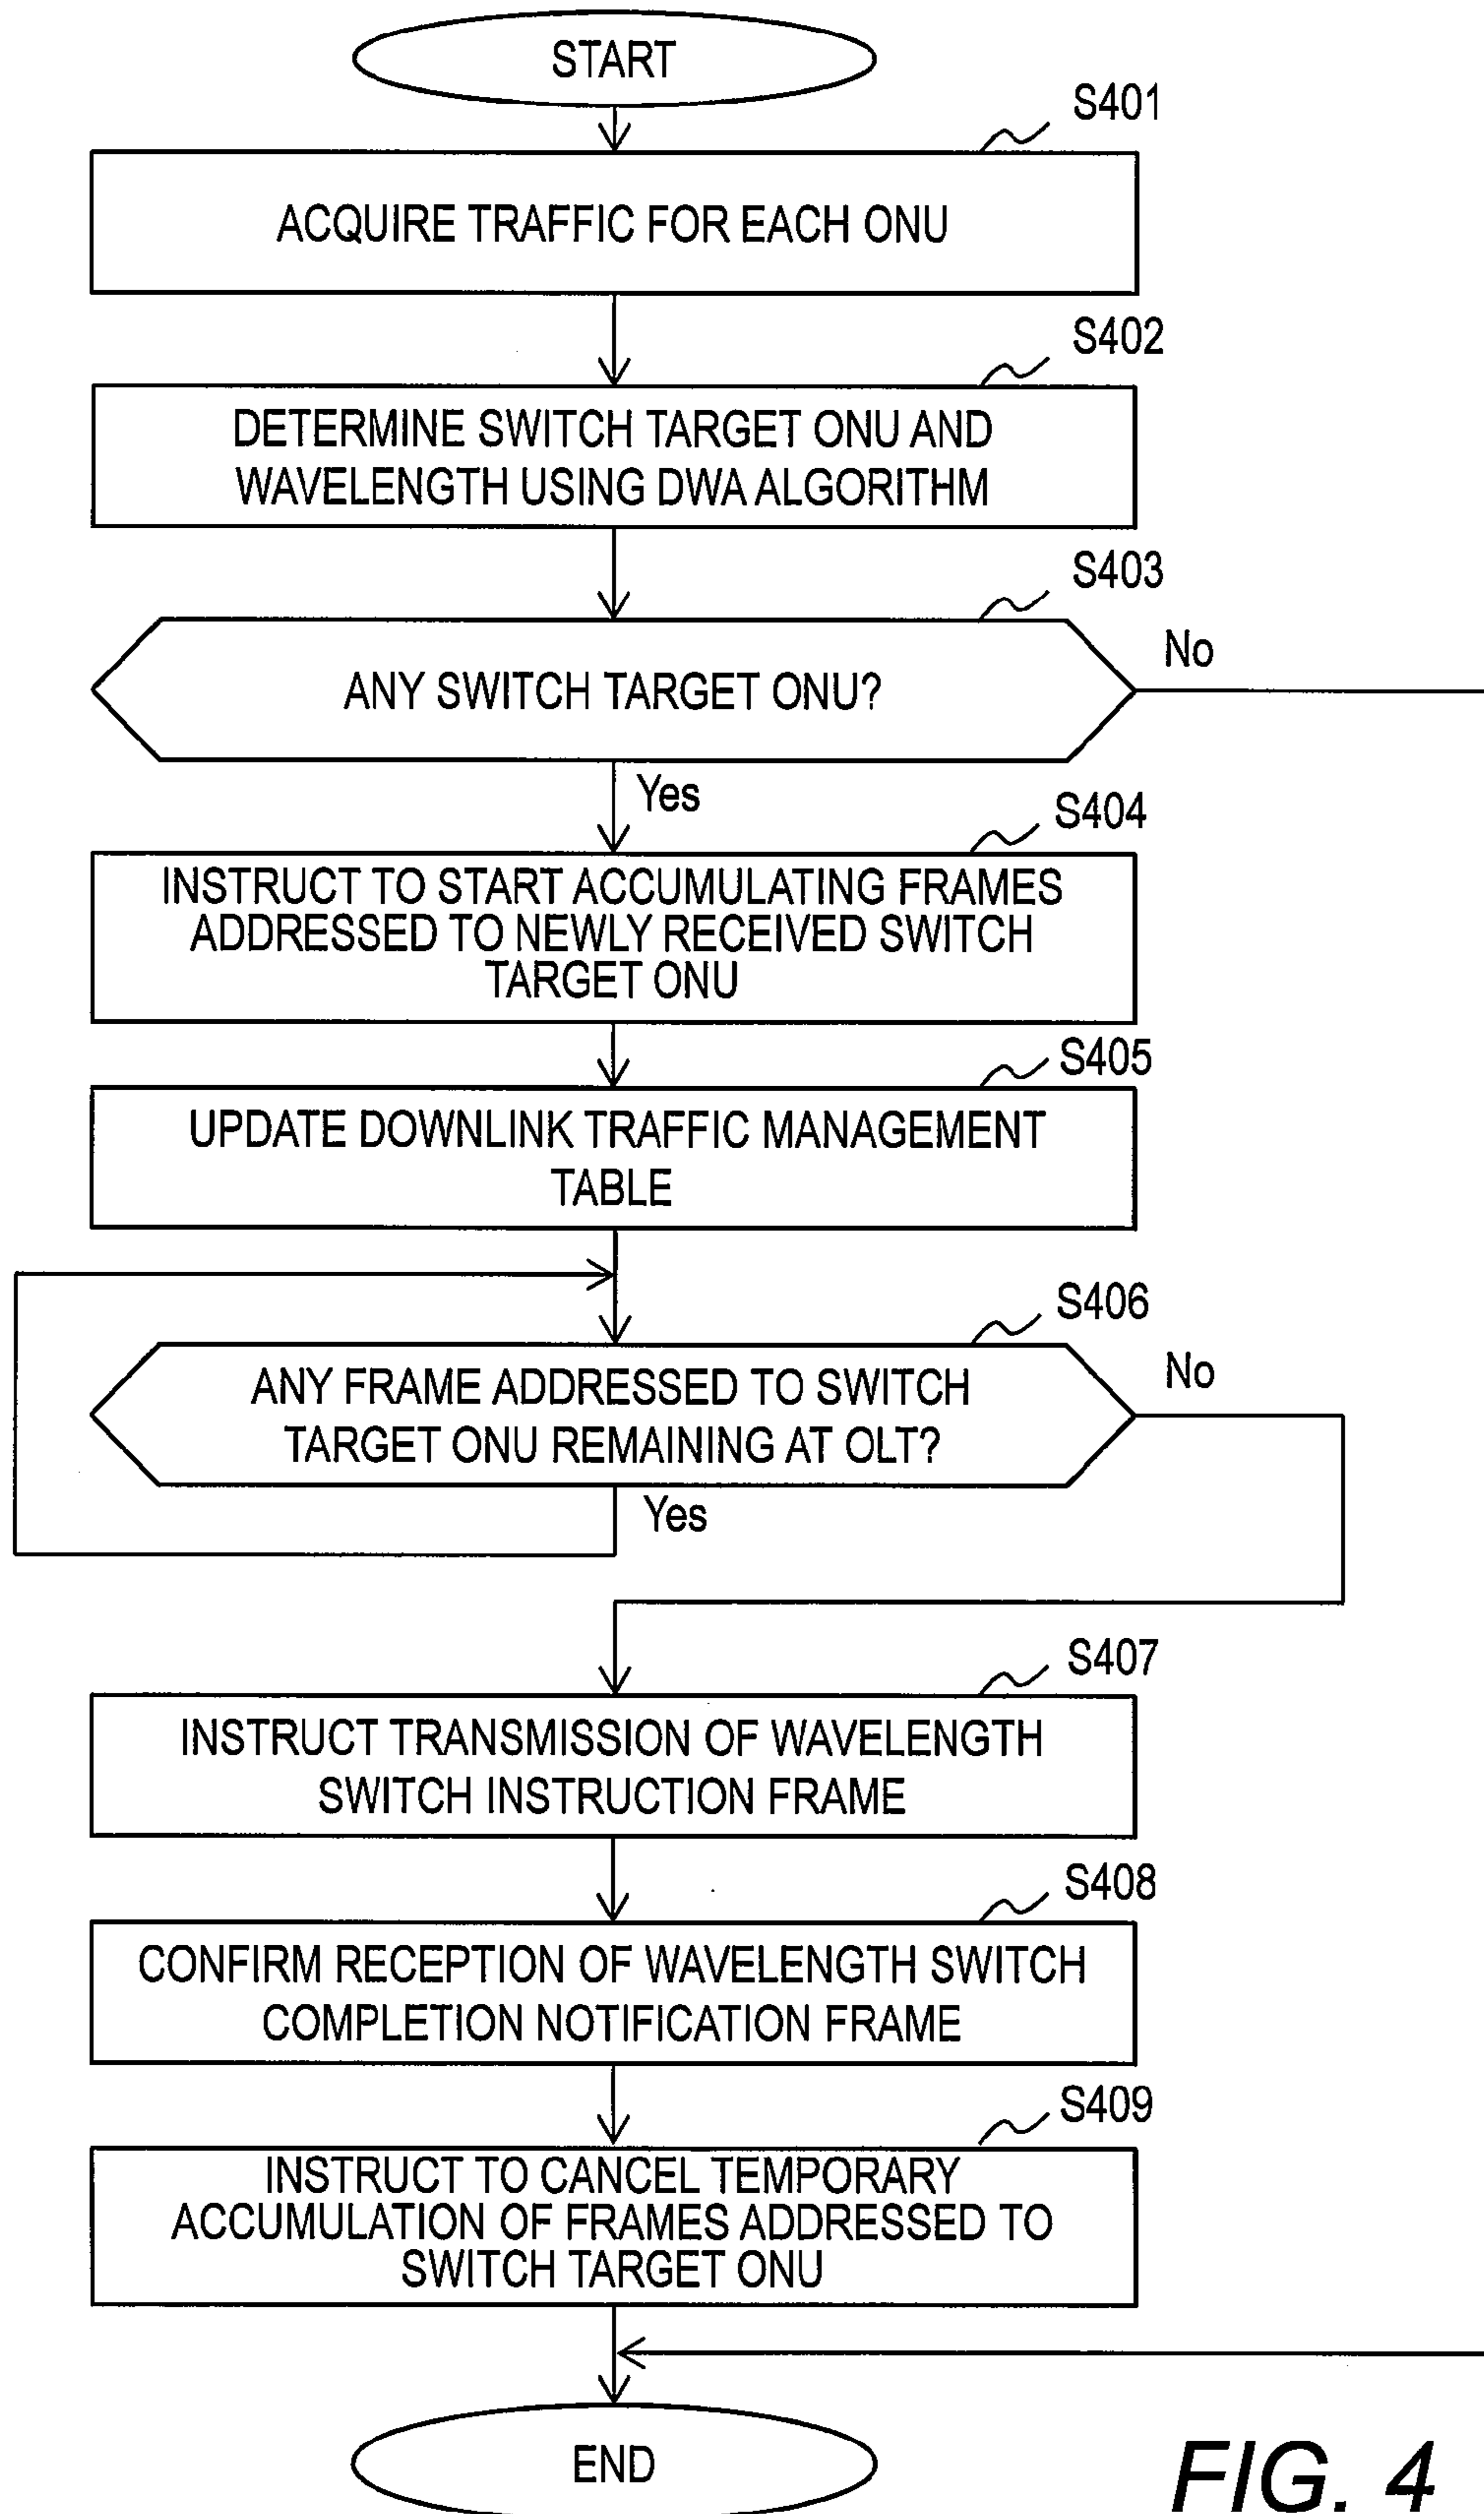 START
S401
ACQUIRE TRAFFIC FOR EACH ONU
S402
DETERMINE SWITCH TARGET ONU AND
WAVELENGTH USING DWA ALGORITHM
S403
ANY SWITCH TARGET ONU?
No
Yes
S404
INSTRUCT TO START ACCUMULATING FRAMES
ADDRESSED TO NEWLY RECEIVED SWITCH
TARGET ONU
S405
UPDATE DOWNLINK TRAFFIC MANAGEMENT
TABLE
S406
ANY FRAME ADDRESSED TO SWITCH
TARGET ONU REMAINING AT OLT?
No
Yes
S407
INSTRUCT TRANSMISSION OF WAVELENGTH
SWITCH INSTRUCTION FRAME
S408
CONFIRM RECEPTION OF WAVELENGTH SWITCH
COMPLETION NOTIFICATION FRAME
S409
INSTRUCT TO CANCEL TEMPORARY
ACCUMULATION OF FRAMES ADDRESSED TO
SWITCH TARGET ONU
END
FIG. 4